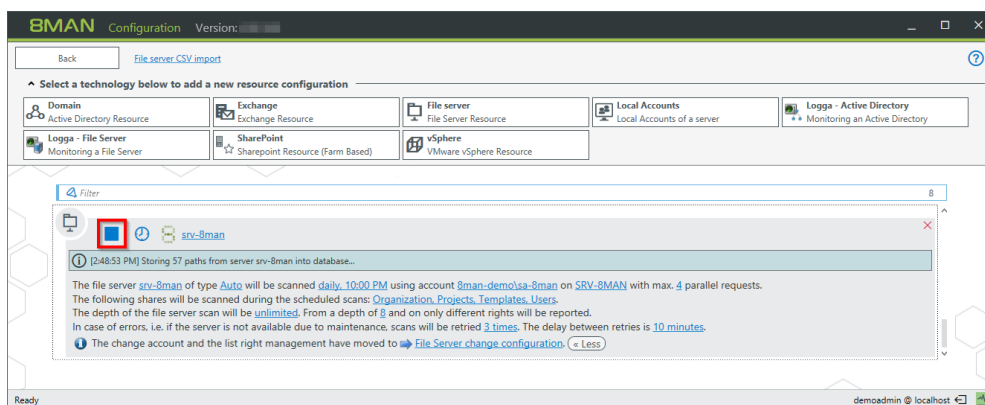 8MAN Configuration Version:
Back File server CSV import
Select a technology below to add a new resource configuration
Domain
Active Directory Resource
Exchange
Exchange Resource
File server
File Server Resource
Local Accounts
Local Accounts of a server
Logga - Active Directory
Monitoring an Active Directory
Logga - File Server
Monitoring a File Server
SharePoint
Sharepoint Resource (Farm Based)
vSphere
VMware vSphere Resource
Filter 8
srv-8man
[2:48:53 PM] Storing 57 paths from server srv-8man into database...
The file server srv-8man of type Auto will be scanned daily, 10:00 PM using account 8man-demo\sa-8man on SRV-8MAN with max. 4 parallel requests.
The following shares will be scanned during the scheduled scans: Organization, Projects, Templates, Users.
The depth of the file server scan will be unlimited. From a depth of 8 and on only different rights will be reported.
In case of errors, i.e. if the server is not available due to maintenance, scans will be retried 3 times. The delay between retries is 10 minutes.
The change account and the list right management have moved to File Server change configuration. « Less
Ready demoadmin @ localhost